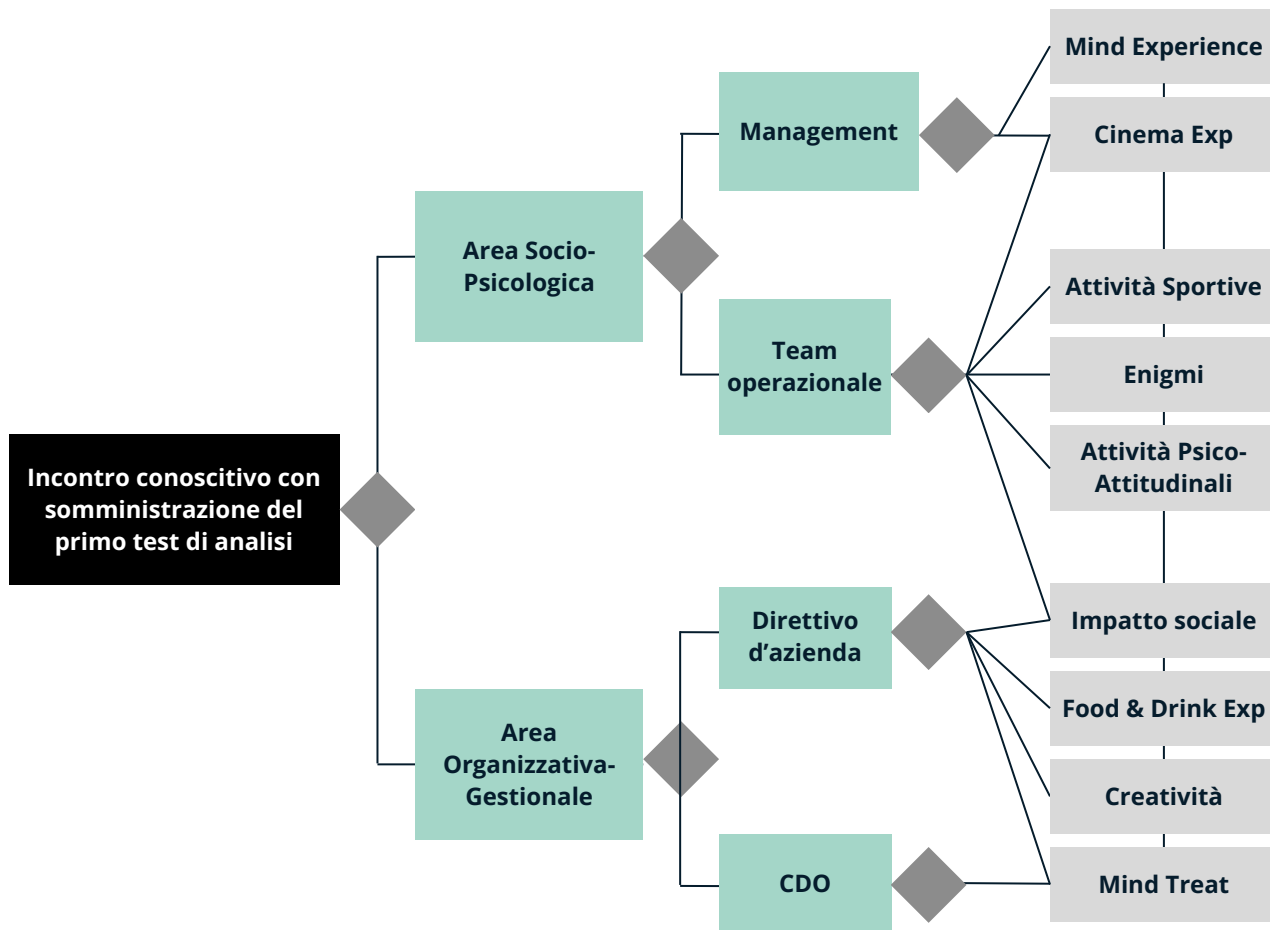 Incontro conoscitivo con
somministrazione del
primo test di analisi
Area Socio-
Psicologica
Area
Organizzativa-
Gestionale
Management
Team
operazionale
Direttivo
d’azienda
CDO
Mind Experience
Cinema Exp
Attività Sportive
Enigmi
Attività Psico-
Attitudinali
Impatto sociale
Food & Drink Exp
Creatività
Mind Treat